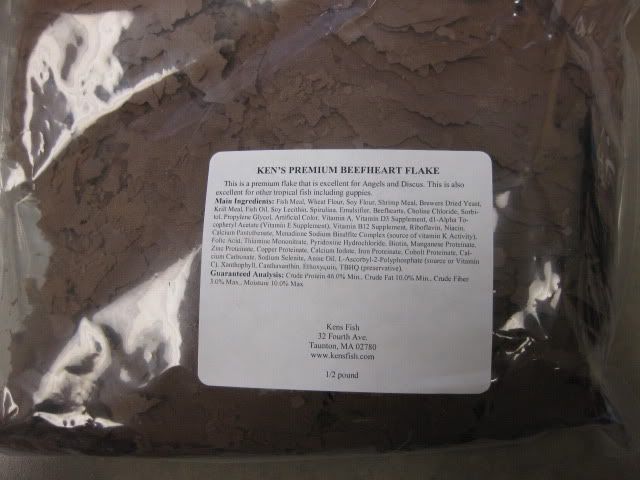 KEN'S PREMIUM BEEFHEART FLAKE
This is a premium flake that is excellent for Angels and Discus. This is also
excellent for other tropical fish including guppies.
Main Ingredients: Fish Meal, Wheat Flour, Soy Flour, Shrimp Meal, Brewers Dried Yeast,
Krill Meal, Fish Oil, Soy Lecithin, Spirulina, Emulsifier, Beefhearts, Choline Chloride, Sorbi-
tol, Propylene Glycol, Artificial Color, Vitamin A, Vitamin D3 Supplement, d1-Alpha To-
copheryl Acetate (Vitamin E Supplement), Vitamin B12 Supplement, Riboflavin, Niacin,
Calcium Pantothenate, Menadione Sodium Bisulfite Complex (source of vitamin K Activity),
Folic Acid, Thiamine Mononitrate, Pyridoxine Hydrochloride, Biotin, Manganese Proteinate,
Zinc Proteinate, Copper Proteinate, Calcium Iodate, Iron Proteinate, Cobolt Proteinate, Cal-
cium Carbonate, Sodium Selenite, Anise Oil, L-Ascorbyl-2-Polyphosphate (source or Vitamin
C), Xanthophyll, Canthaxanthin, Ethoxyquin, TBHQ (preservative).
Guaranteed Analysis: Crude Protein 46.0% Min., Crude Fat 10.0% Min., Crude Fiber
3.0% Max., Moisture 10.0% Max
Kens Fish
32 Fourth Ave.
Taunton, MA 02780
www.kensfish.com
1/2 pound